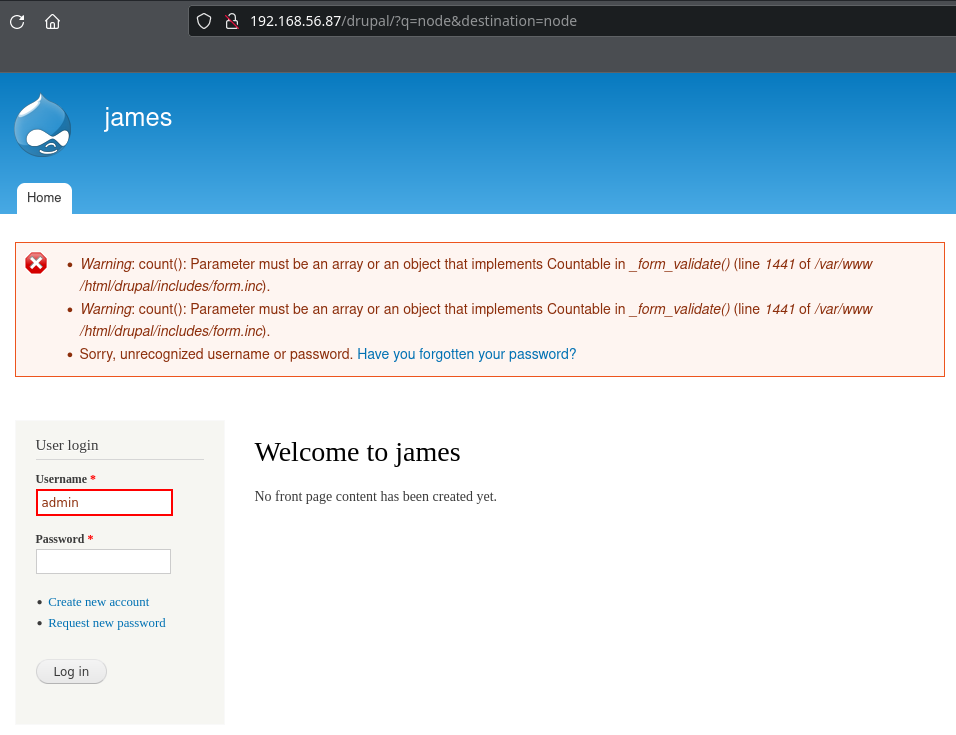 192.168.56.87/drupal/?q=node&destination=node
james
Home
Warning: count(): Parameter must be an array or an object that implements Countable in _form_validate() (line 1441 of /var/www
/html/drupal/includes/form.inc).
Warning: count(): Parameter must be an array or an object that implements Countable in _form_validate() (line 1441 of /var/www
/html/drupal/includes/form.inc).
Sorry, unrecognized username or password. Have you forgotten your password?
User login
Username *
admin
Password *
Create new account
Request new password
Log in
Welcome to james
No front page content has been created yet.